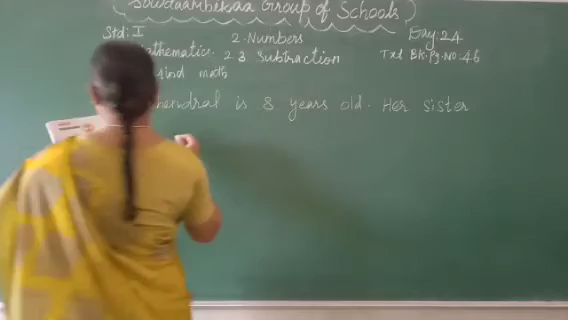 Sowdaambikaa Group of Schools
Std: I 2. Numbers Day: 24
Mathematics. 2.3 Subtraction Txt BK. Pg. No: 46
Mind math
is 8 years old. Her sister